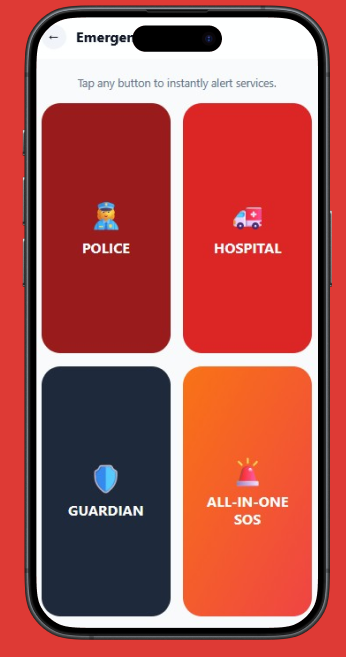 ← Emergen
Tap any button to instantly alert services.
POLICE
HOSPITAL
GUARDIAN
ALL-IN-ONE
SOS